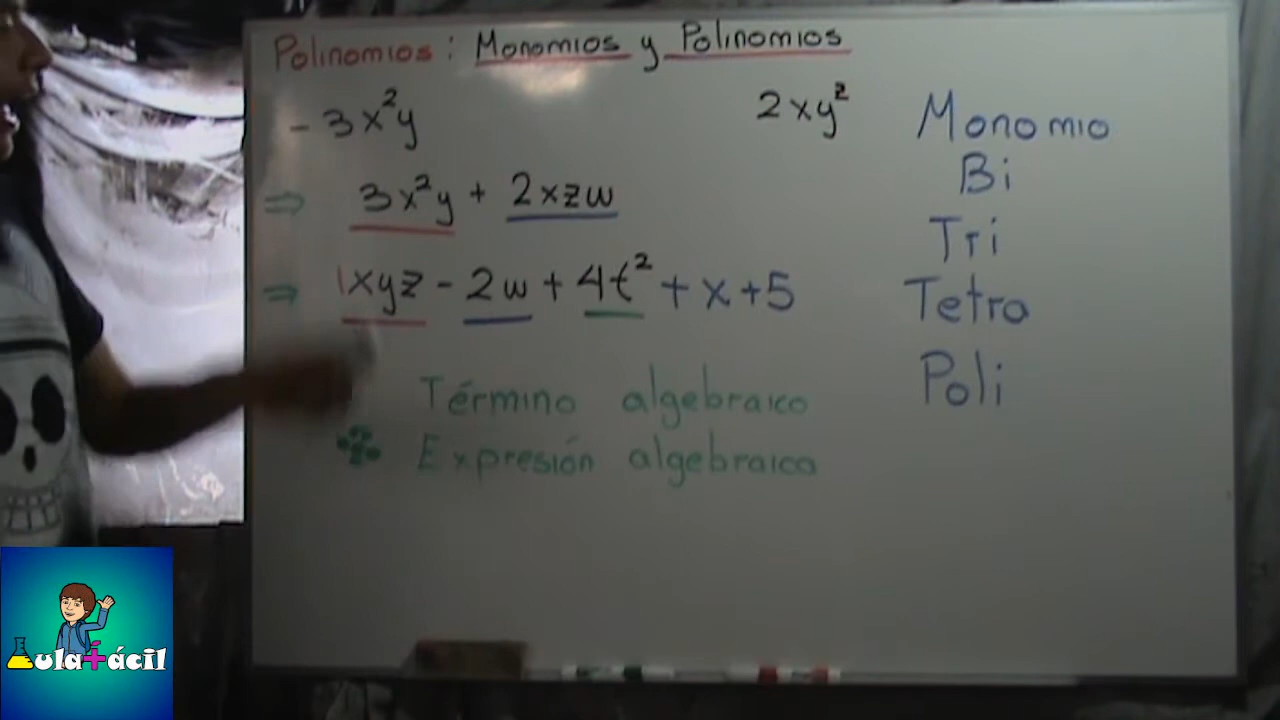 Polinomios: Monomios y Polinomios
- 3x²y
2xy²
⇒ 3x²y + 2xzw
⇒ 1xyz - 2w + 4t² + x + 5
Término algebraico
Expresión algebraica
Monomio
Bi
Tri
Tetra
Poli
Aula+ácil